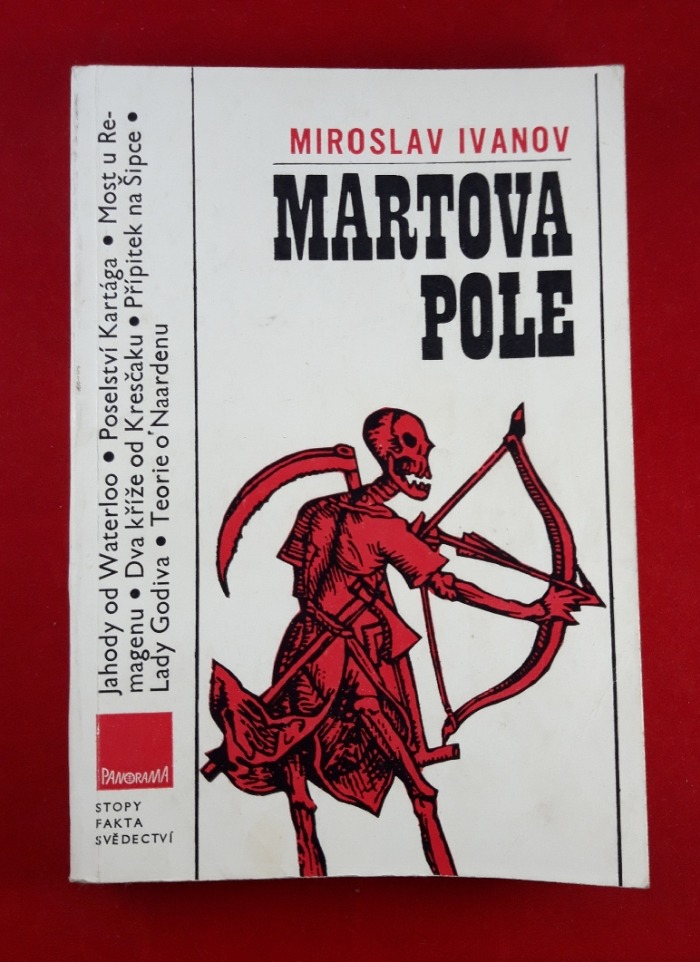 MIROSLAV IVANOV
MARTOVA
POLE
Jahody od Waterloo • Poselství Kartága • Most u Re-
magenu • Dva kříže od Kresčaku • Přípitek na Šipce •
Lady Godiva • Teorie o'Naardenu
PANORAMA
STOPY
FAKTA
SVĚDECTVÍ